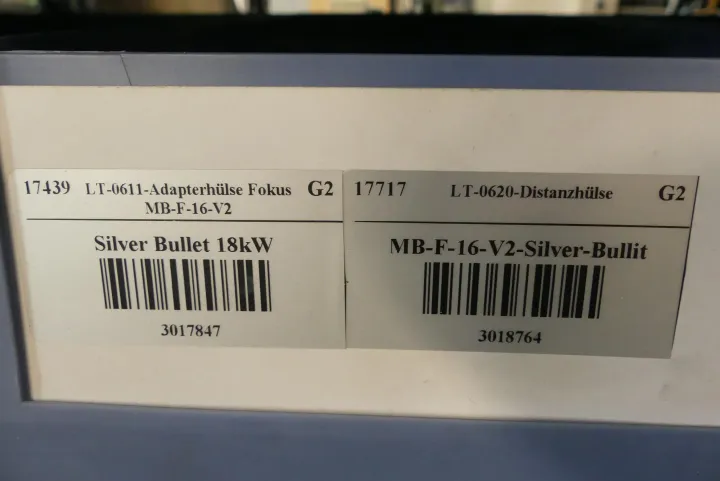 17439 LT-0611-Adapterhülse Fokus G2
MB-F-16-V2
Silver Bullet 18kW
3017847
17717 LT-0620-Distanzhülse G2
MB-F-16-V2-Silver-Bullit
3018764